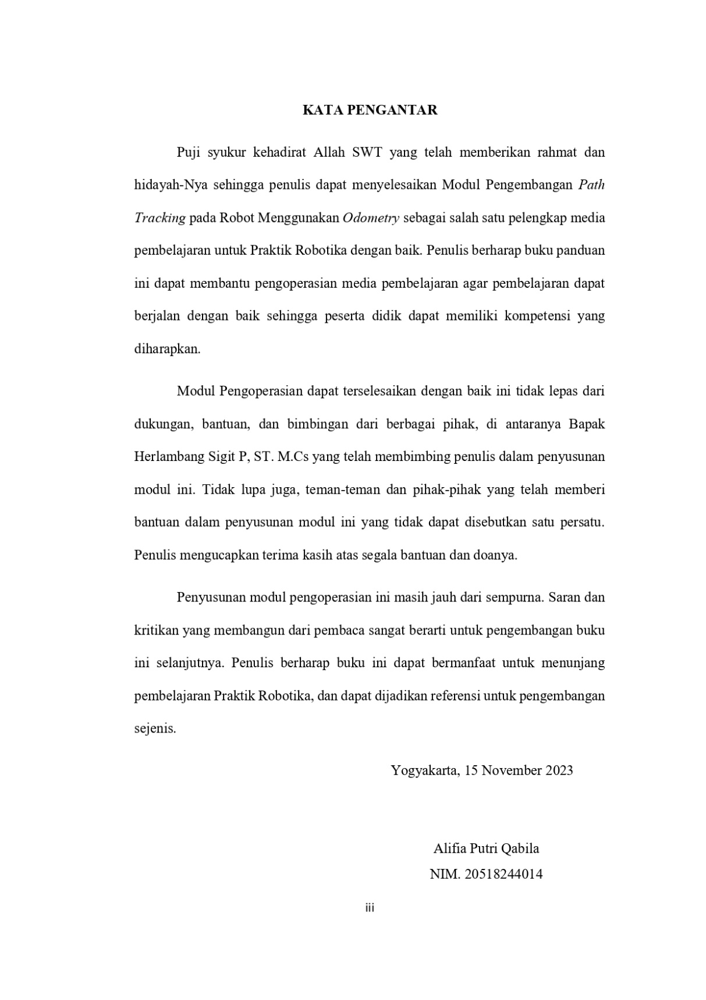 KATA PENGANTAR
Puji syukur kehadirat Allah SWT yang telah memberikan rahmat dan
hidayah-Nya sehingga penulis dapat menyelesaikan Modul Pengembangan Path
Tracking pada Robot Menggunakan Odometry sebagai salah satu pelengkap media
pembelajaran untuk Praktik Robotika dengan baik. Penulis berharap buku panduan
ini dapat membantu pengoperasian media pembelajaran agar pembelajaran dapat
berjalan dengan baik sehingga peserta didik dapat memiliki kompetensi yang
diharapkan.
Modul Pengoperasian dapat terselesaikan dengan baik ini tidak lepas dari
dukungan, bantuan, dan bimbingan dari berbagai pihak, di antaranya Bapak
Herlambang Sigit P, ST. M.Cs yang telah membimbing penulis dalam penyusunan
modul ini. Tidak lupa juga, teman-teman dan pihak-pihak yang telah memberi
bantuan dalam penyusunan modul ini yang tidak dapat disebutkan satu persatu.
Penulis mengucapkan terima kasih atas segala bantuan dan doanya.
Penyusunan modul pengoperasian ini masih jauh dari sempurna. Saran dan
kritikan yang membangun dari pembaca sangat berarti untuk pengembangan buku
ini selanjutnya. Penulis berharap buku ini dapat bermanfaat untuk menunjang
pembelajaran Praktik Robotika, dan dapat dijadikan referensi untuk pengembangan
sejenis.
Yogyakarta, 15 November 2023
Alifia Putri Qabila
NIM. 20518244014
iii